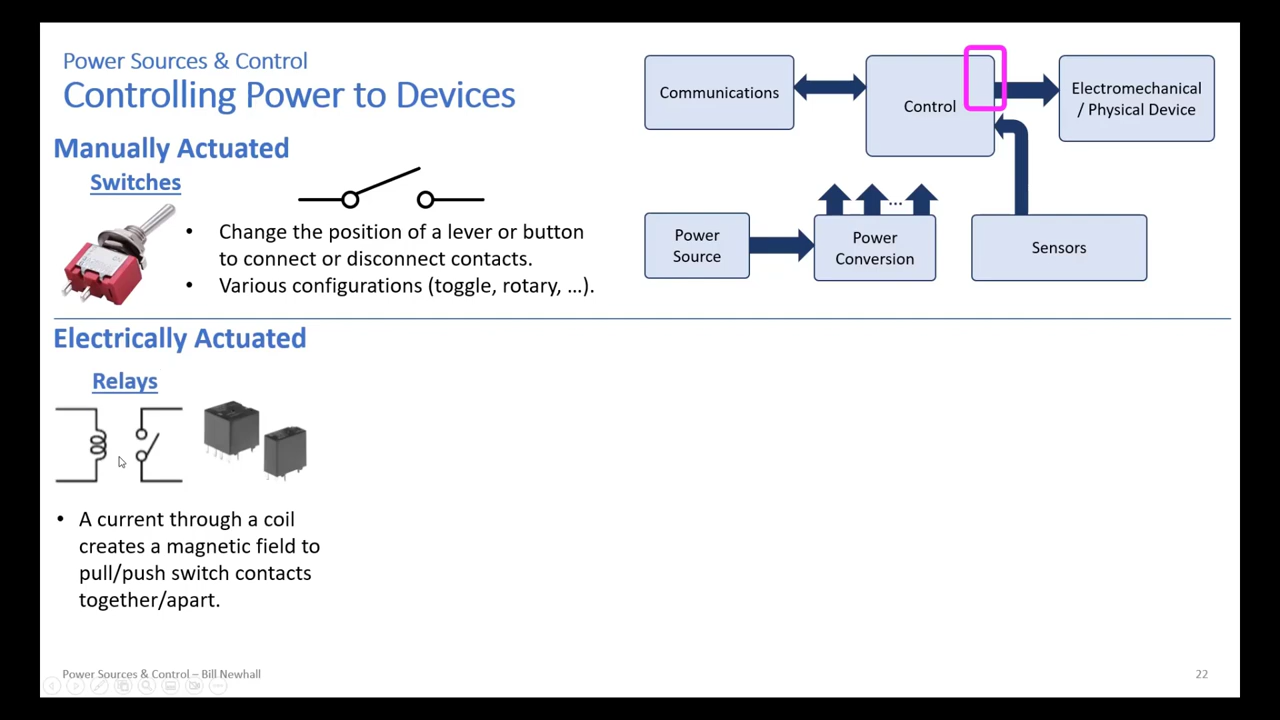 Power Sources & Control
Controlling Power to Devices
Manually Actuated
Switches
• Change the position of a lever or button
to connect or disconnect contacts.
• Various configurations (toggle, rotary, …).
Communications
Control
Electromechanical
/ Physical Device
Power
Source
Power
Conversion
...
Sensors
Electrically Actuated
Relays
• A current through a coil
creates a magnetic field to
pull/push switch contacts
together/apart.
Power Sources & Control – Bill Newhall
22